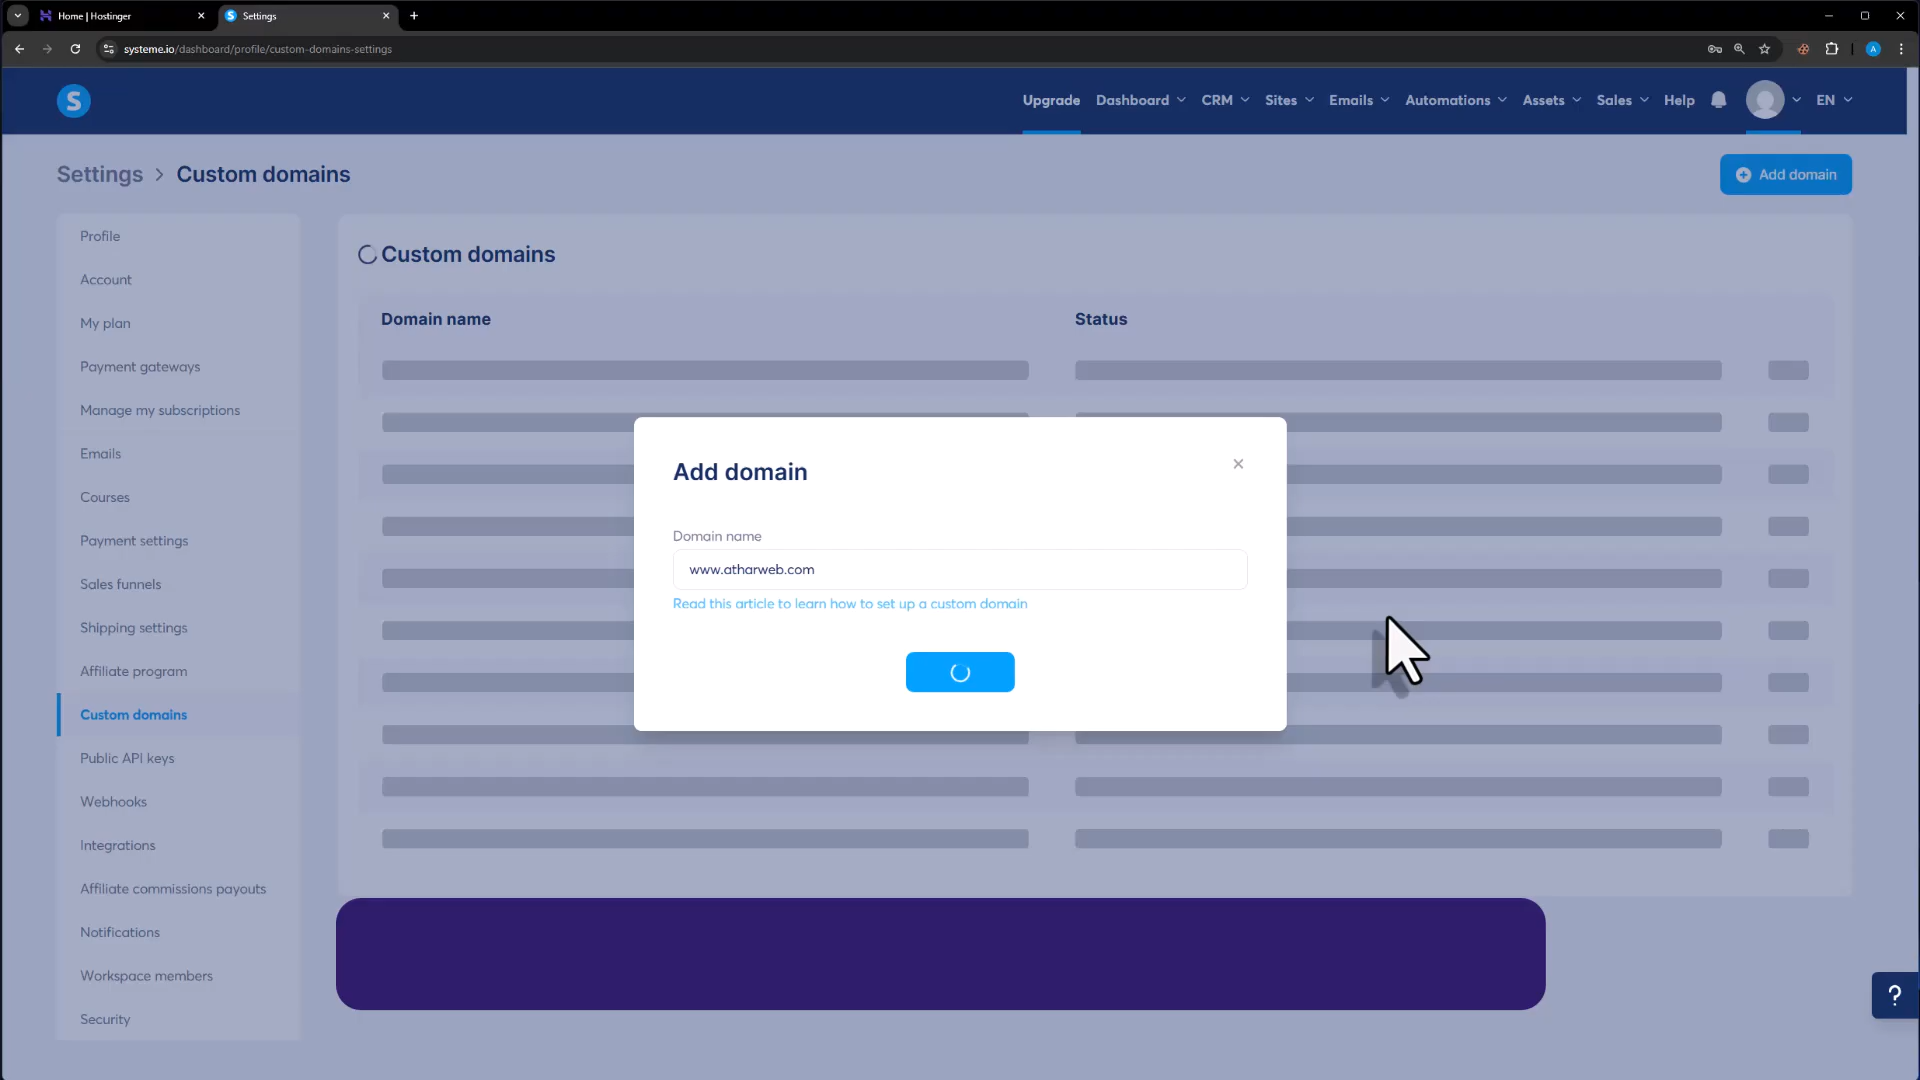 Home | Hostinger
Settings
systeme.io/dashboard/profile/custom-domains-settings
A
S
Upgrade Dashboard CRM Sites Emails Automations Assets Sales Help EN
Settings > Custom domains
Add domain
Profile
Account
My plan
Payment gateways
Manage my subscriptions
Emails
Courses
Payment settings
Sales funnels
Shipping settings
Affiliate program
Custom domains
Public API keys
Webhooks
Integrations
Affiliate commissions payouts
Notifications
Workspace members
Security
Custom domains
Domain name Status
Add domain
Domain name
www.atharweb.com
Read this article to learn how to set up a custom domain
?